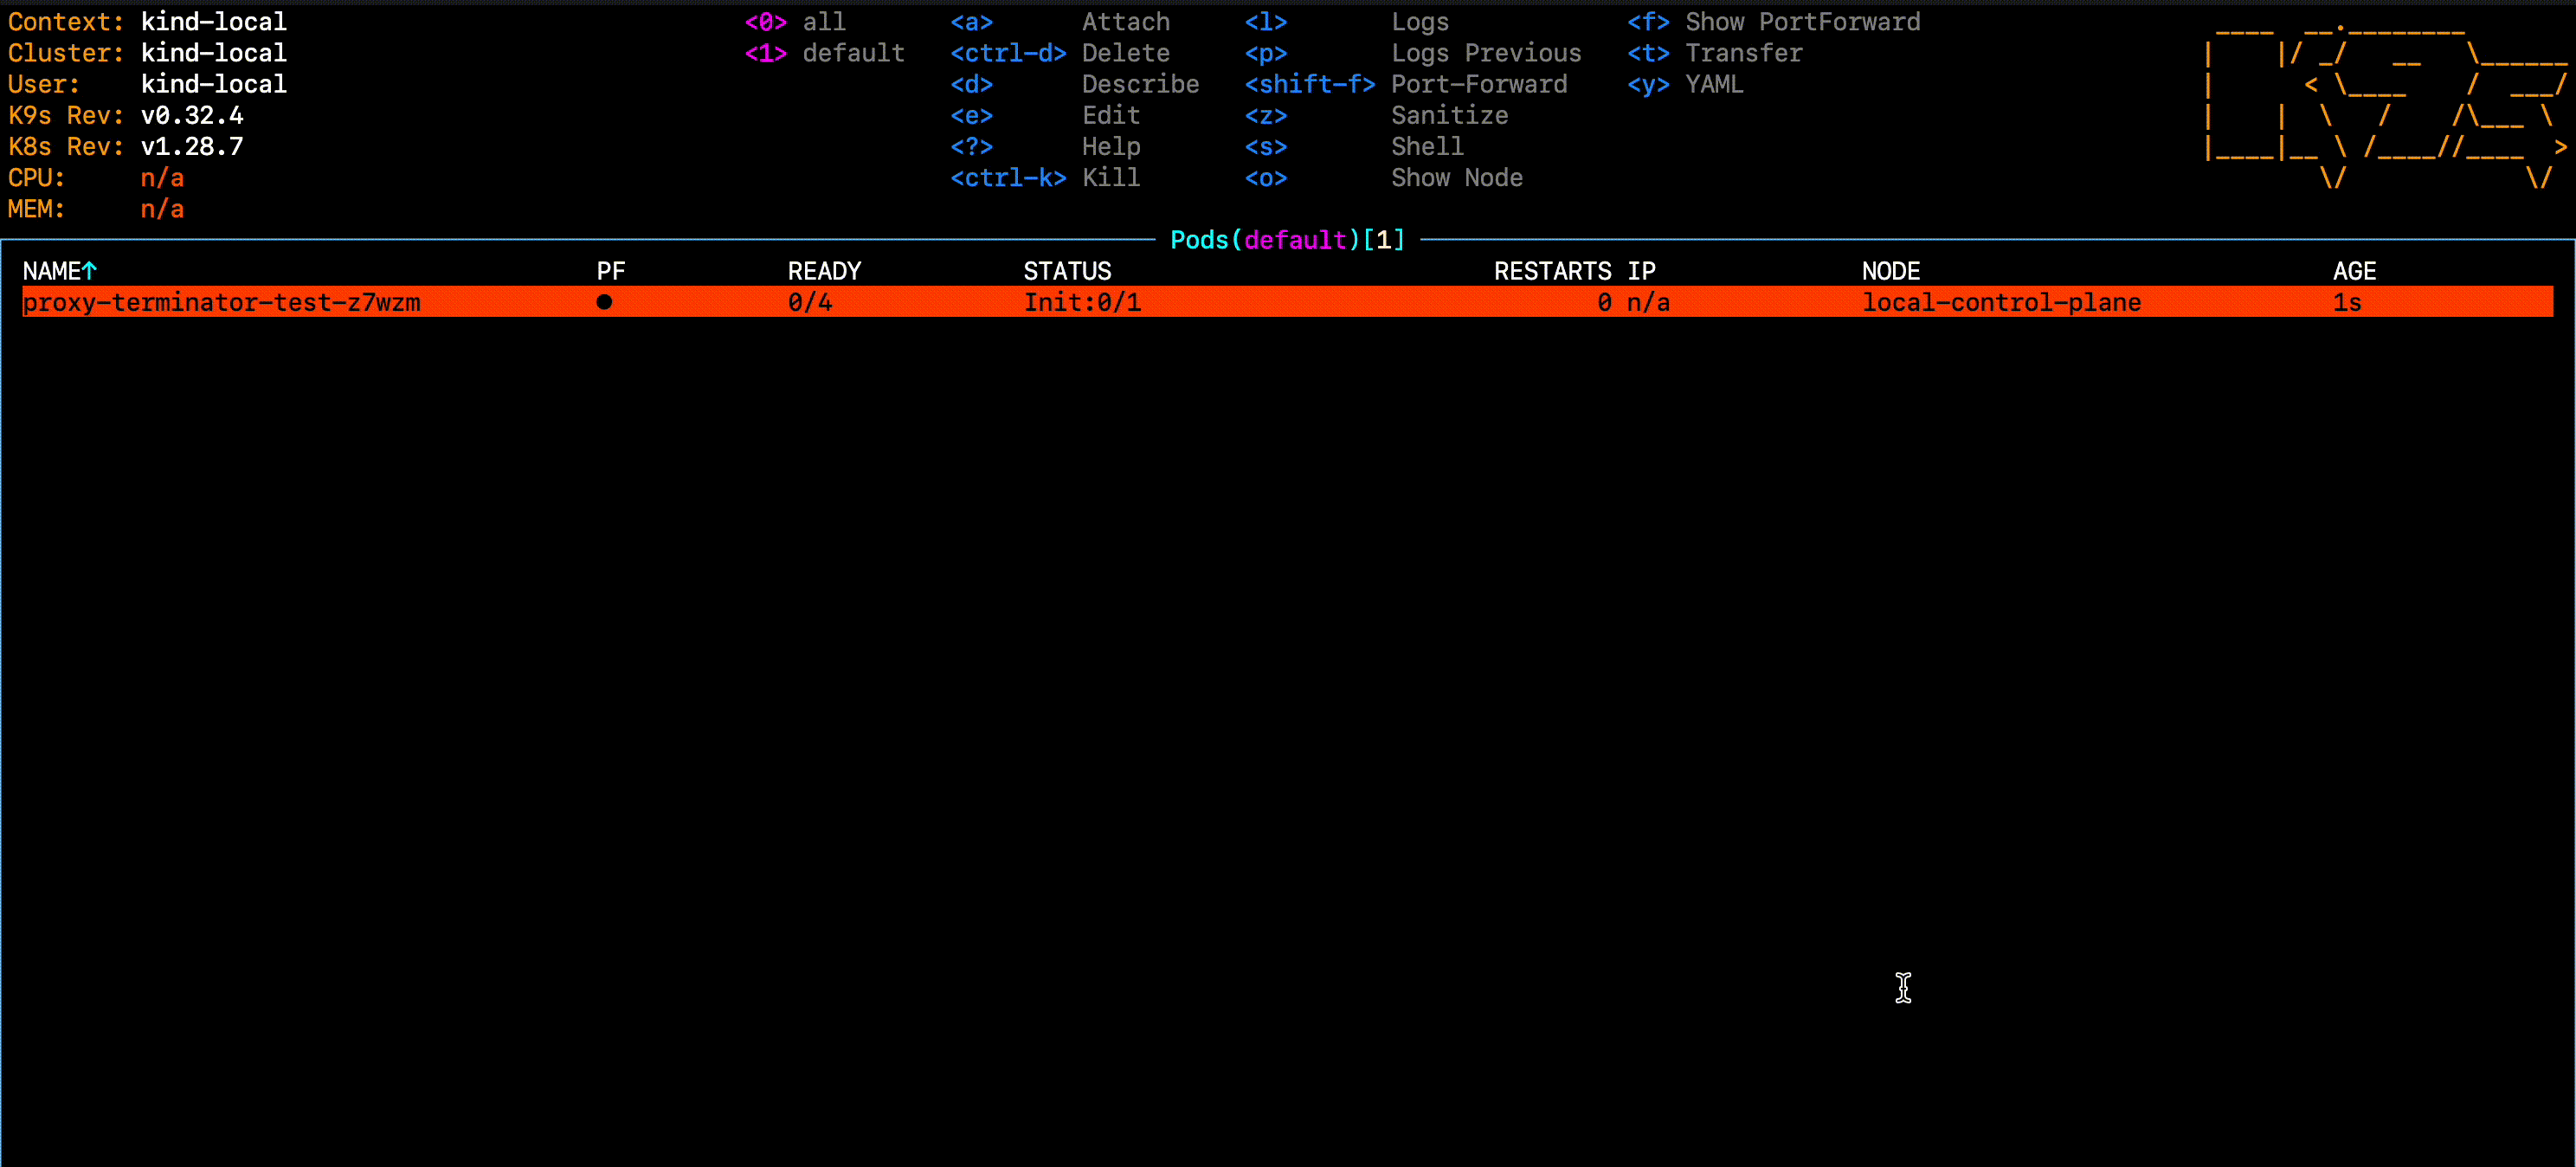 Context: kind-local <0> all <a> Attach <l> Logs <f> Show PortForward
Cluster: kind-local <1> default <ctrl-d> Delete <p> Logs Previous <t> Transfer
User: kind-local <d> Describe <shift-f> Port-Forward <y> YAML
K9s Rev: v0.32.4 <e> Edit <z> Sanitize
K8s Rev: v1.28.7 <?> Help <s> Shell
CPU: n/a <ctrl-k> Kill <o> Show Node
MEM: n/a
Pods(default)[1]
NAME↑ PF READY STATUS RESTARTS IP NODE AGE
proxy-terminator-test-z7wzm ● 0/4 Init:0/1 0 n/a local-control-plane 1s